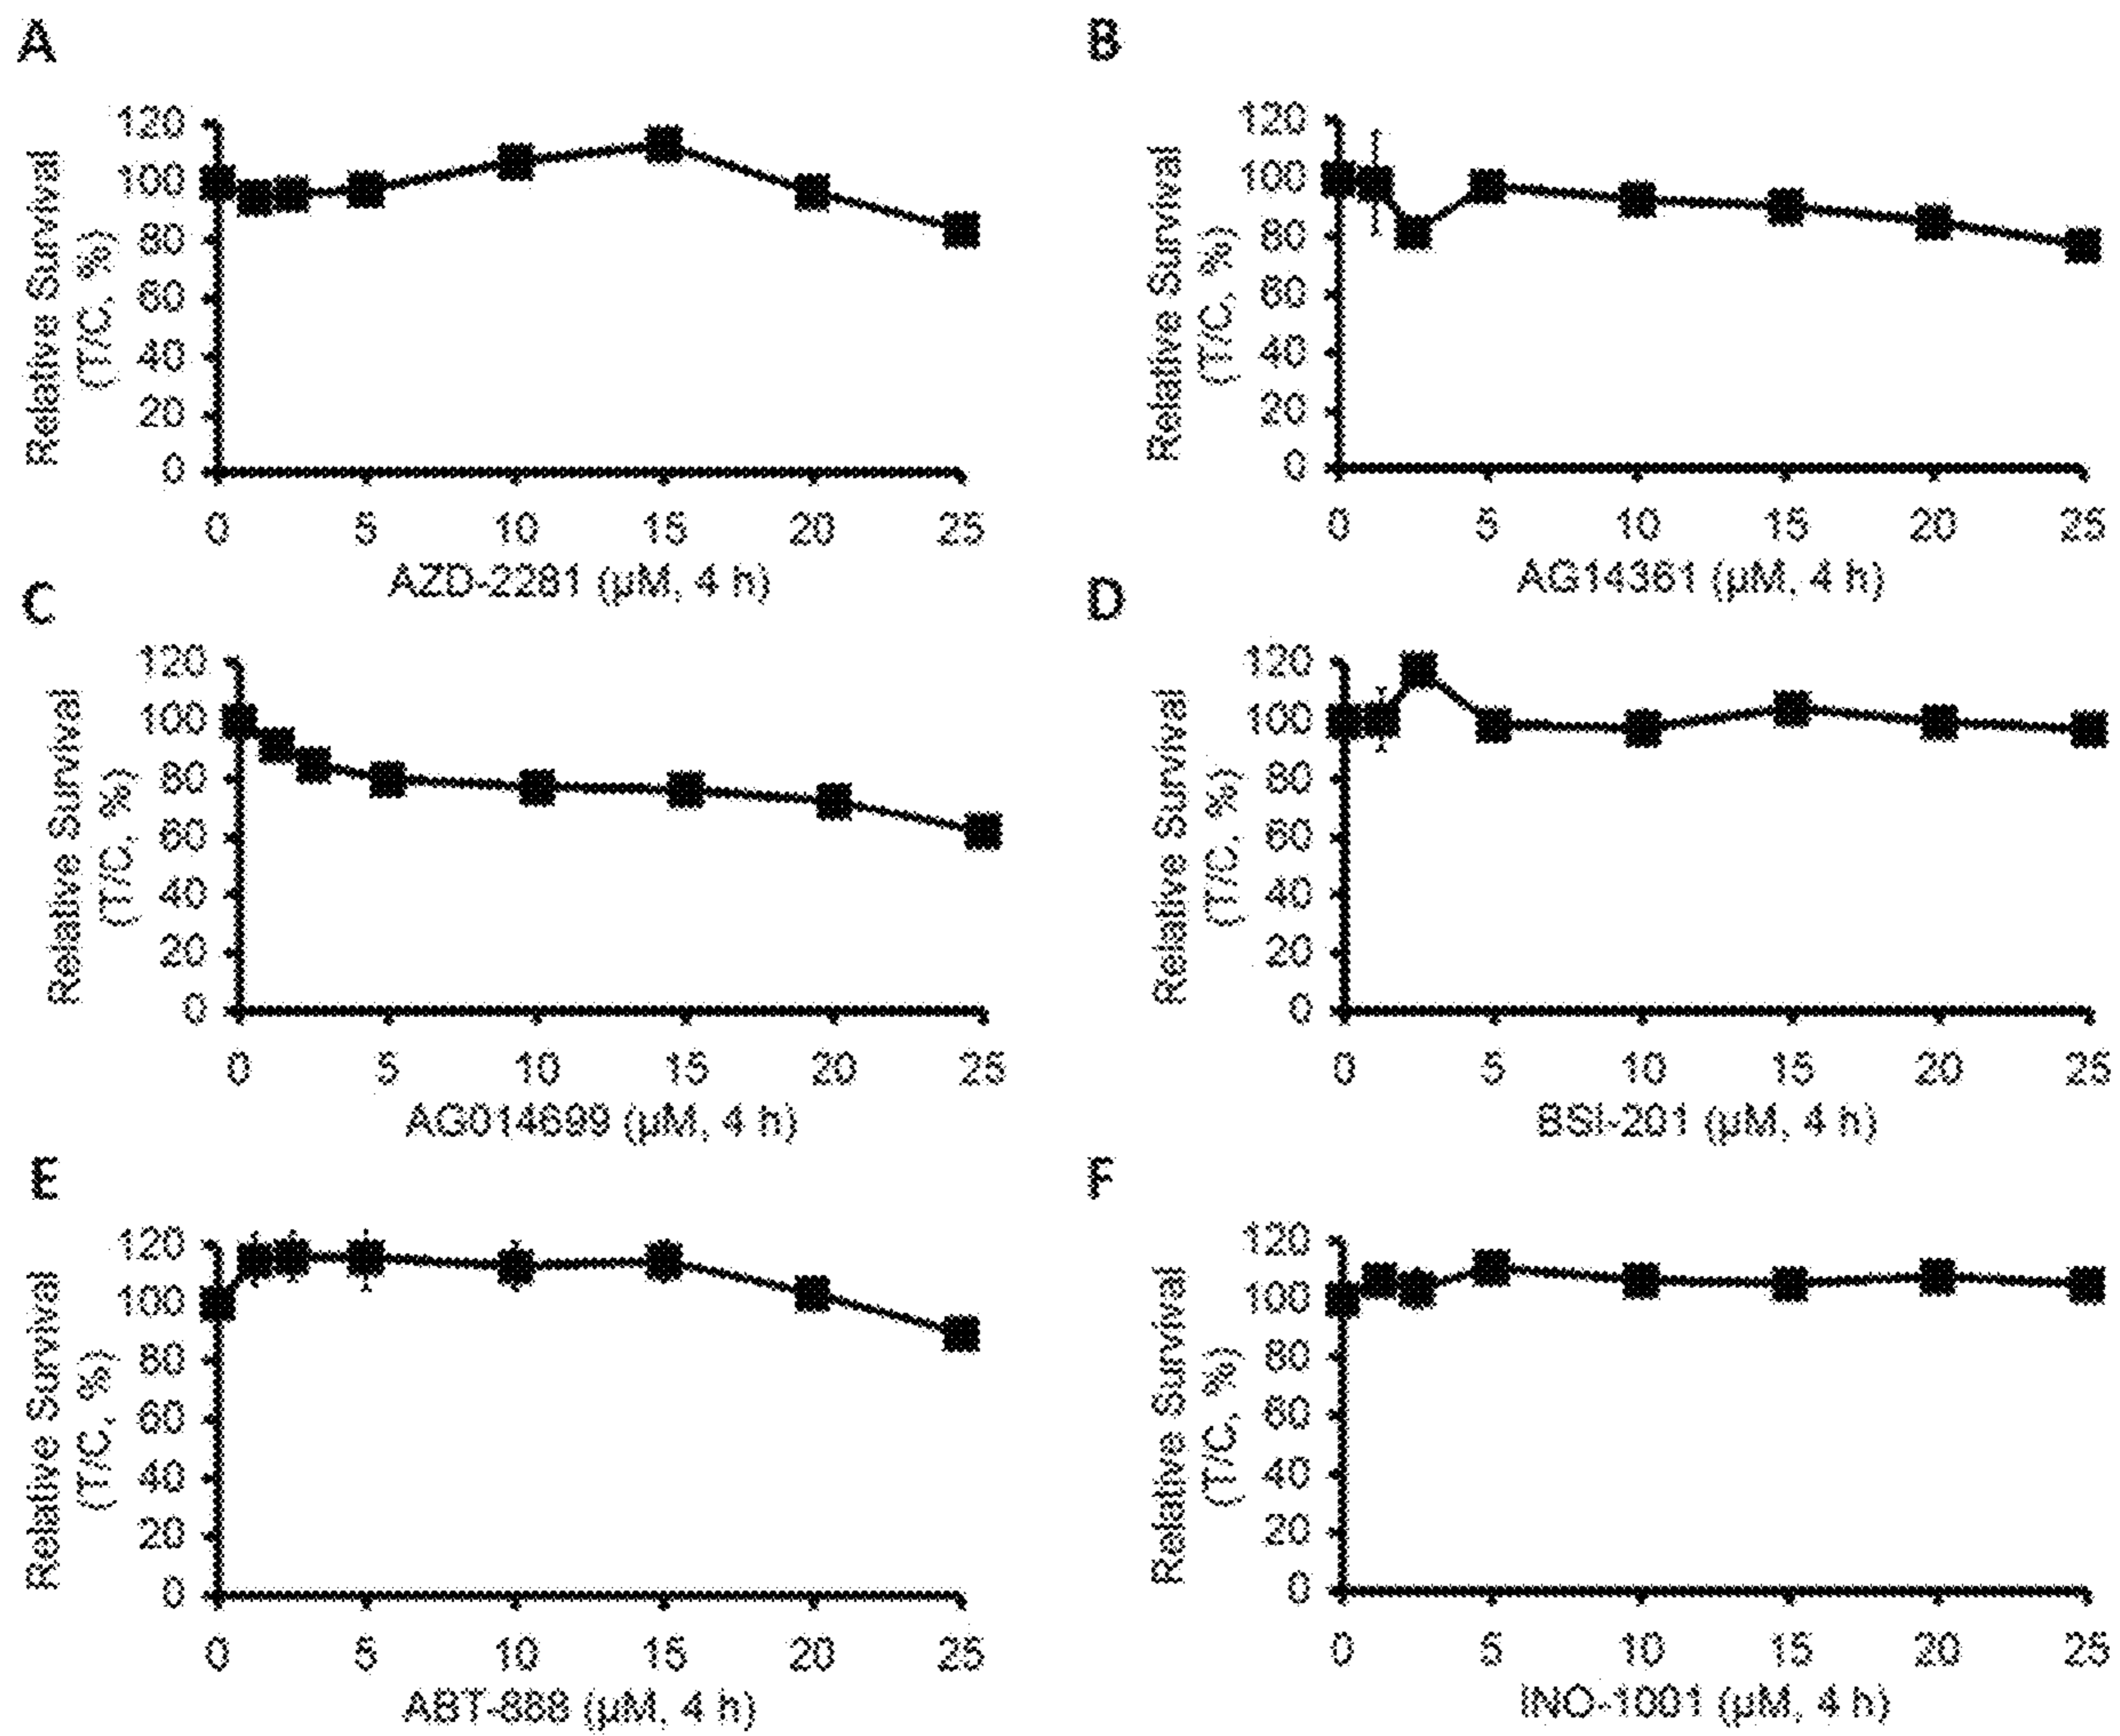 A
B
Relative Survival
(T/C, %)
120
100
80
60
40
20
0
0 5 10 15 20 25
AZD-2281 (µM, 4 h)
Relative Survival
(T/C, %)
120
100
80
60
40
20
0
0 5 10 15 20 25
AG14361 (µM, 4 h)
C
D
Relative Survival
(T/C, %)
120
100
80
60
40
20
0
0 5 10 15 20 25
AG014699 (µM, 4 h)
Relative Survival
(T/C, %)
120
100
80
60
40
20
0
0 5 10 15 20 25
BSI-201 (µM, 4 h)
E
F
Relative Survival
(T/C, %)
120
100
80
60
40
20
0
0 5 10 15 20 25
ABT-888 (µM, 4 h)
Relative Survival
(T/C, %)
120
100
80
60
40
20
0
0 5 10 15 20 25
INO-1001 (µM, 4 h)